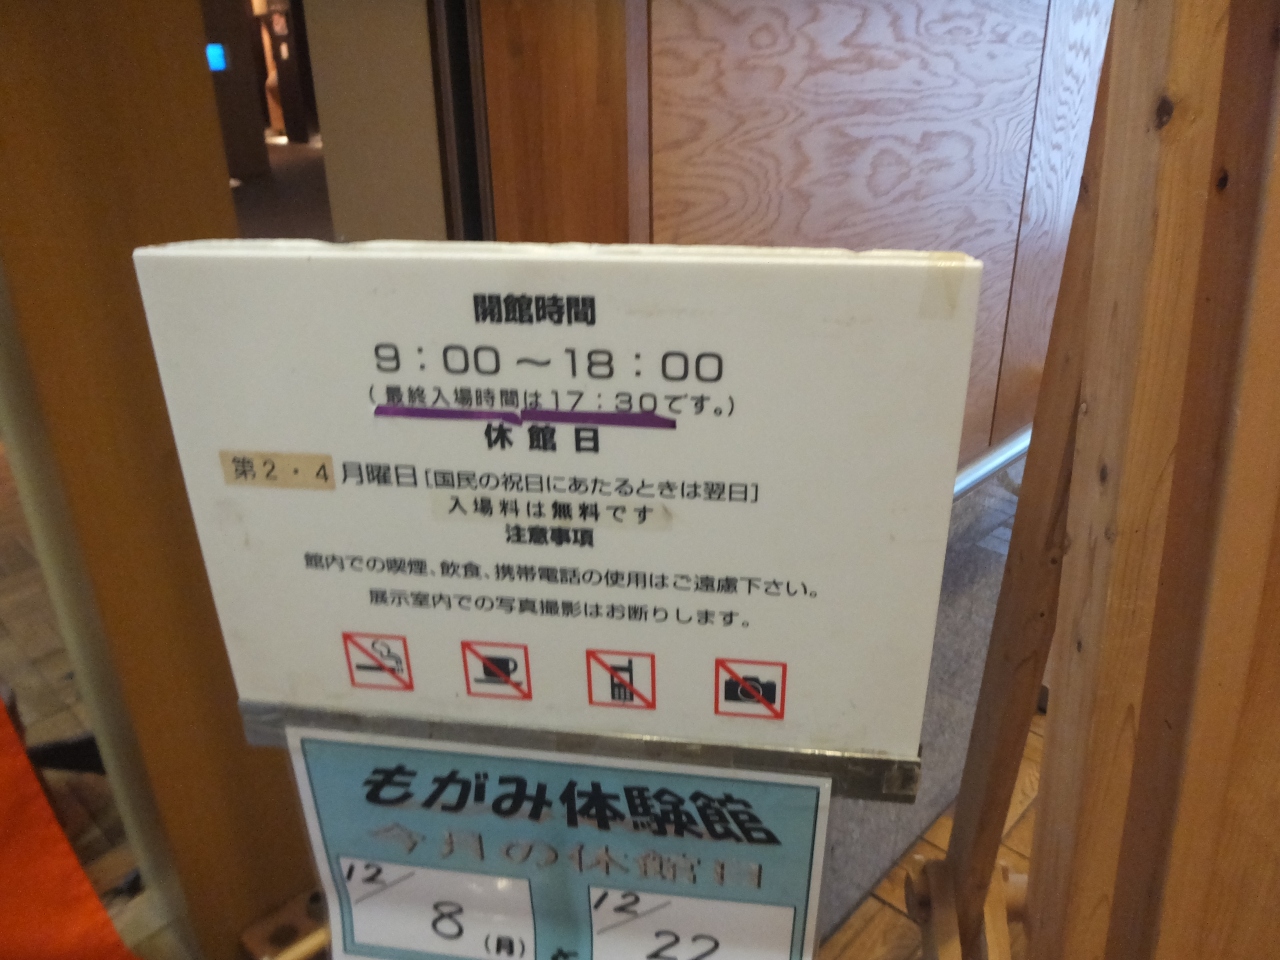 開館時間
9：00～18：00
（最終入場時間は17：30です。）
休館日
第2・4月曜日［国民の祝日にあたるときは翌日］
入場料は無料です
注意事項
館内での喫煙、飲食、携帯電話の使用はご遠慮下さい。
展示室内での写真撮影はお断りします。
もがみ体験館
今月の休館日
12/8（月）
12/22